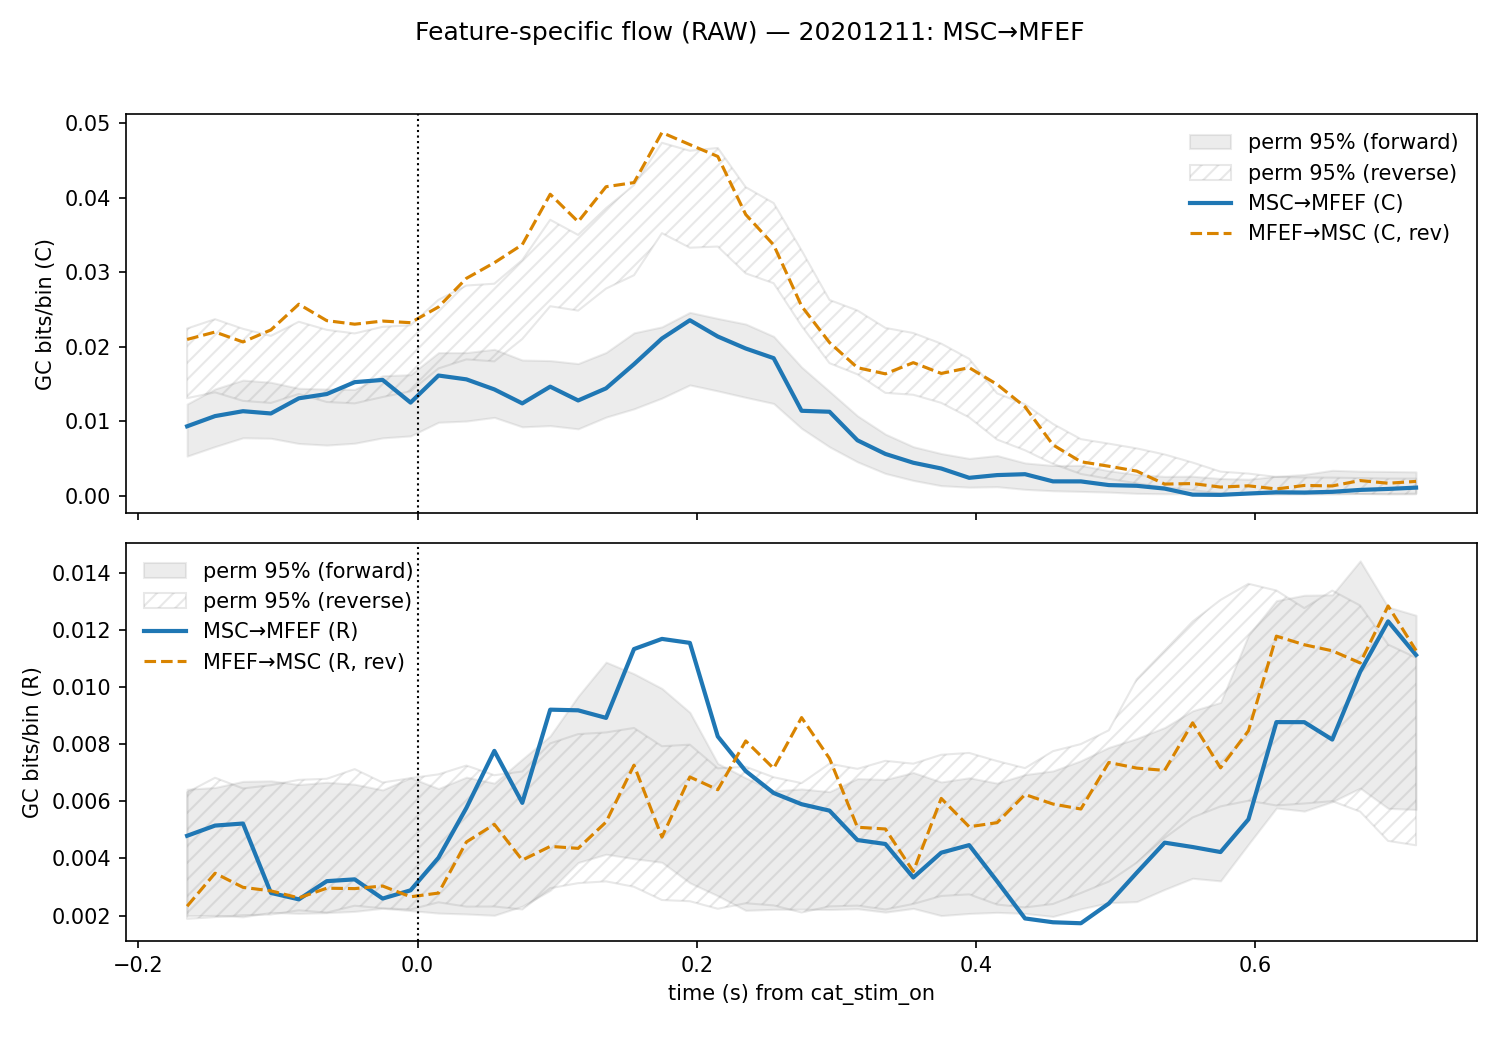 Feature-specific flow (RAW) — 20201211: MSC→MFEF
GC bits/bin (C)
0.05
0.04
0.03
0.02
0.01
0.00
perm 95% (forward)
perm 95% (reverse)
MSC→MFEF (C)
MFEF→MSC (C, rev)
GC bits/bin (R)
0.014
0.012
0.010
0.008
0.006
0.004
0.002
perm 95% (forward)
perm 95% (reverse)
MSC→MFEF (R)
MFEF→MSC (R, rev)
−0.2 0.0 0.2 0.4 0.6
time (s) from cat_stim_on